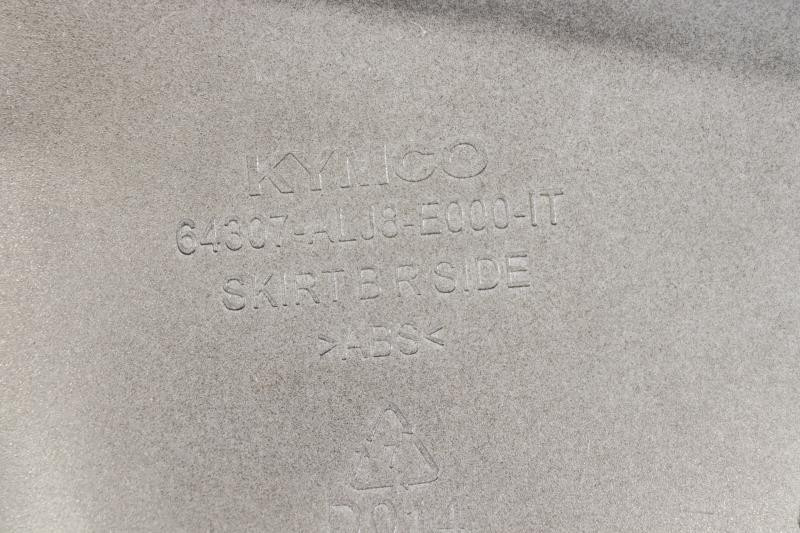 KYMCO
64307-ALJ8-E000-IT
SKIRT B R SIDE
>ABS<